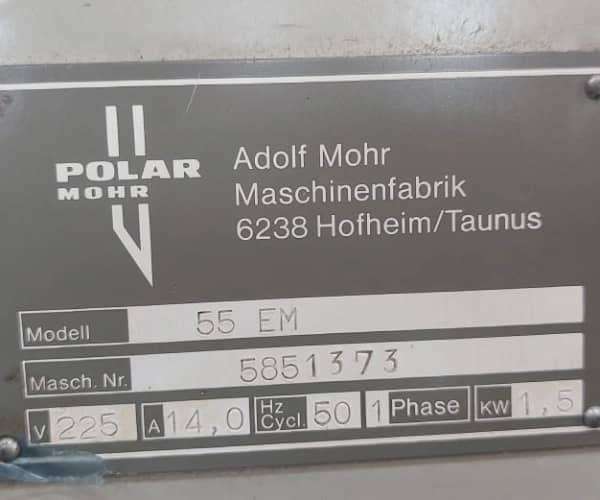 POLAR
MOHR
Adolf Mohr
Maschinenfabrik
6238 Hofheim/Taunus
Modell 55 EM
Masch. Nr. 5851373
V 225 A 14,0 Hz Cycl. 50 1 Phase KW 1,5